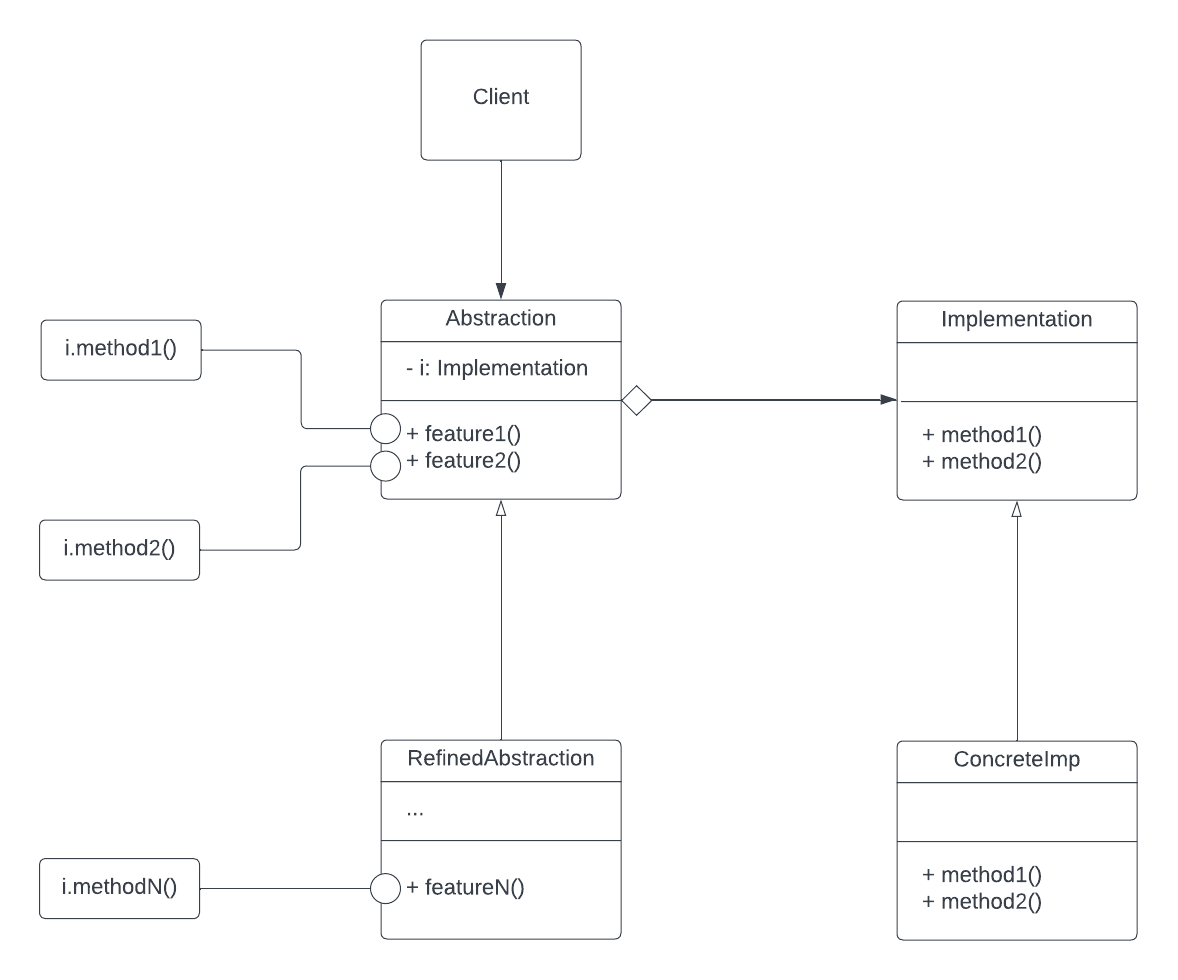 Client
Abstraction
- i: Implementation
+ feature1()
+ feature2()
Implementation
+ method1()
+ method2()
i.method1()
i.method2()
RefinedAbstraction
...
+ featureN()
i.methodN()
ConcreteImp
+ method1()
+ method2()